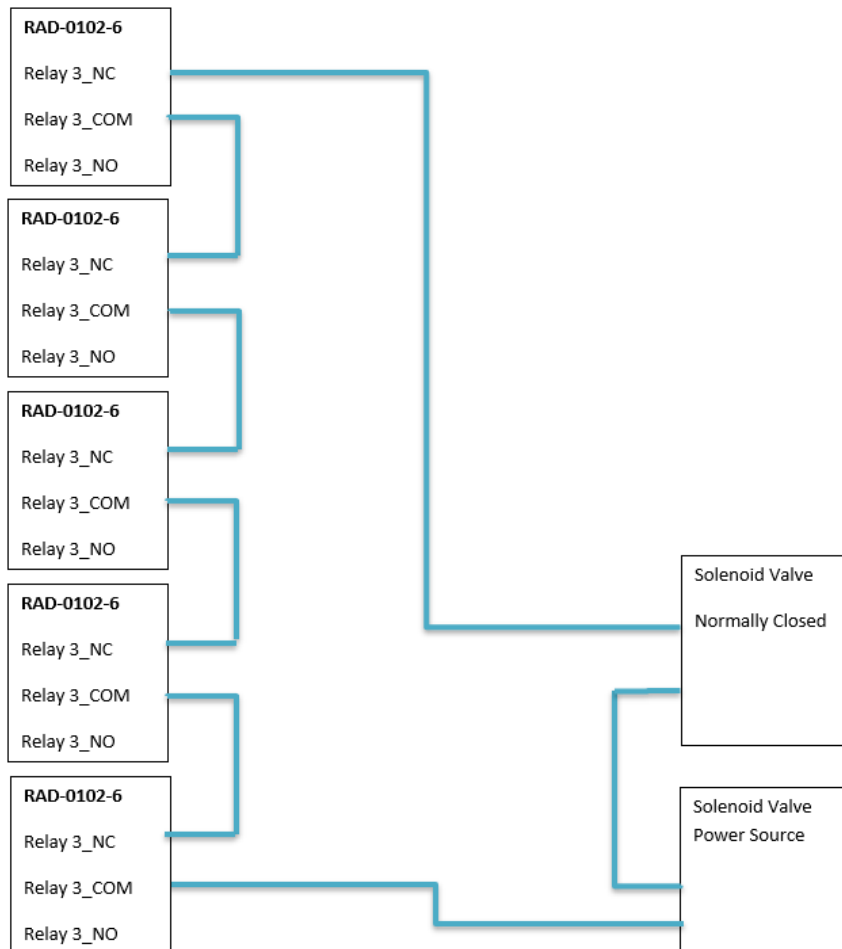 RAD-0102-6
Relay 3_NC
Relay 3_COM
Relay 3_NO
RAD-0102-6
Relay 3_NC
Relay 3_COM
Relay 3_NO
RAD-0102-6
Relay 3_NC
Relay 3_COM
Relay 3_NO
RAD-0102-6
Relay 3_NC
Relay 3_COM
Relay 3_NO
RAD-0102-6
Relay 3_NC
Relay 3_COM
Relay 3_NO
Solenoid Valve
Normally Closed
Solenoid Valve
Power Source